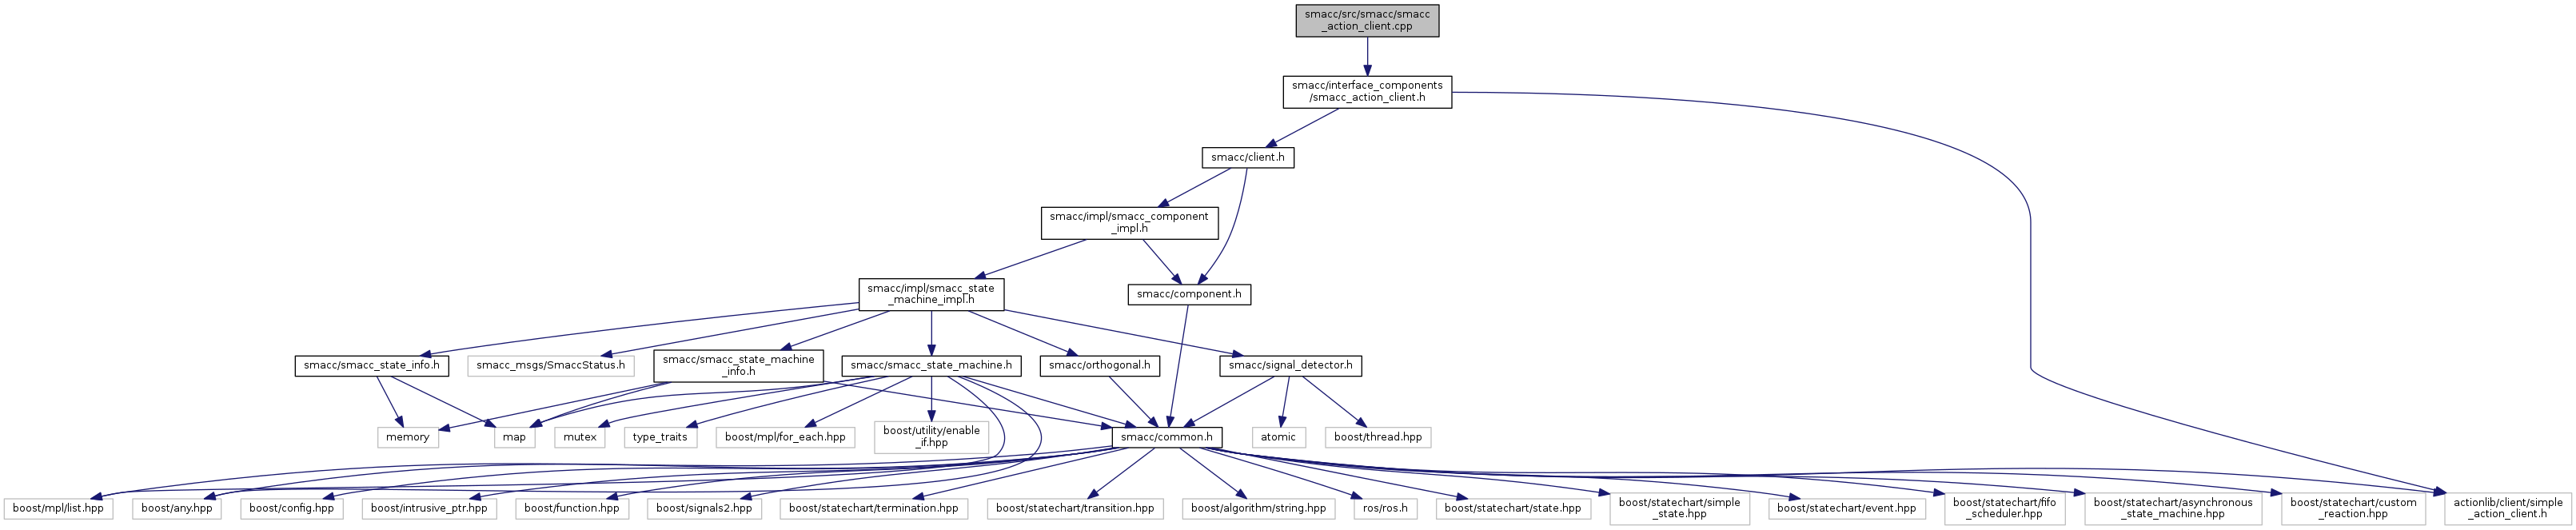 smacc/src/smacc/smacc
_action_client.cpp
smacc/interface_components
/smacc_action_client.h
smacc/client.h
smacc/impl/smacc_component
_impl.h
smacc/impl/smacc_state
_machine_impl.h
smacc/component.h
smacc/smacc_state_info.h
smacc_msgs/SmaccStatus.h
smacc/smacc_state_machine
_info.h
smacc/smacc_state_machine.h
smacc/orthogonal.h
smacc/signal_detector.h
memory
map
mutex
type_traits
boost/mpl/for_each.hpp
boost/utility/enable
_if.hpp
smacc/common.h
atomic
boost/thread.hpp
boost/mpl/list.hpp
boost/any.hpp
boost/config.hpp
boost/intrusive_ptr.hpp
boost/function.hpp
boost/signals2.hpp
boost/statechart/termination.hpp
boost/statechart/transition.hpp
boost/algorithm/string.hpp
ros/ros.h
boost/statechart/state.hpp
boost/statechart/simple
_state.hpp
boost/statechart/event.hpp
boost/statechart/fifo
_scheduler.hpp
boost/statechart/asynchronous
_state_machine.hpp
boost/statechart/custom
_reaction.hpp
actionlib/client/simple
_action_client.h